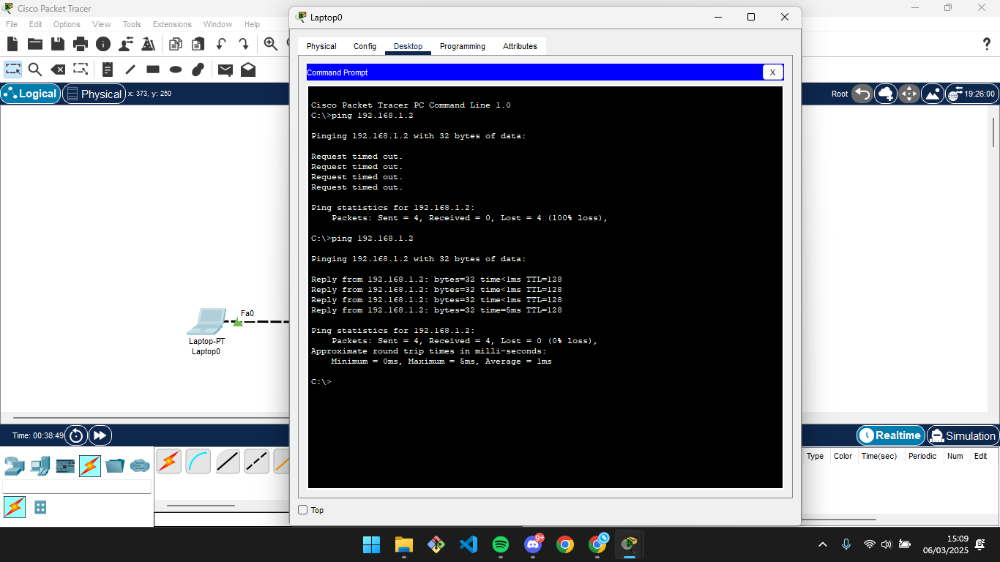 Cisco Packet Tracer
File Edit Options View Tools Extensions Window Help
Logical
Physical
x: 373, y: 250
Root
19:26:00
Laptop0
Physical Config Desktop Programming Attributes
Command Prompt
X
Cisco Packet Tracer PC Command Line 1.0
C:\>ping 192.168.1.2
Pinging 192.168.1.2 with 32 bytes of data:
Request timed out.
Request timed out.
Request timed out.
Request timed out.
Ping statistics for 192.168.1.2:
Packets: Sent = 4, Received = 0, Lost = 4 (100% loss),
C:\>ping 192.168.1.2
Pinging 192.168.1.2 with 32 bytes of data:
Reply from 192.168.1.2: bytes=32 time<1ms TTL=128
Reply from 192.168.1.2: bytes=32 time<1ms TTL=128
Reply from 192.168.1.2: bytes=32 time<1ms TTL=128
Reply from 192.168.1.2: bytes=32 time=5ms TTL=128
Ping statistics for 192.168.1.2:
Packets: Sent = 4, Received = 4, Lost = 0 (0% loss),
Approximate round trip times in milli-seconds:
Minimum = 0ms, Maximum = 5ms, Average = 1ms
C:\>
Top
Fa0
Laptop-PT
Laptop0
Time: 00:38:49
Realtime
Simulation
Type Color Time(sec) Periodic Num Edit
9+
15:09
06/03/2025